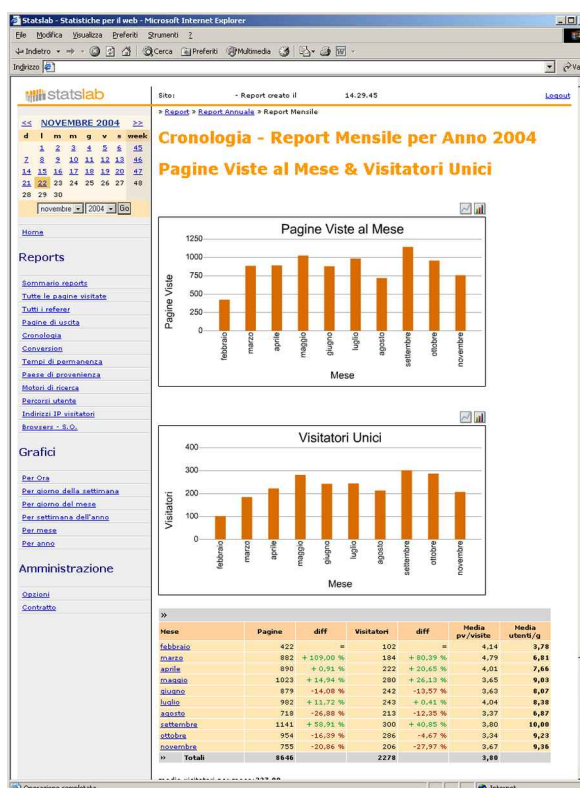 Statslab - Statistiche per il web - Microsoft Internet Explorer
File Modifica Visualizza Preferiti Strumenti ?
Indietro Cerca Preferiti Multimedia
Indirizzo Va
statslab
Sito: - Report creato il 14.29.45 Logout
» Report » Report Annuale » Report Mensile
<< NOVEMBRE 2004 >>
d l m m g v s week
1 2 3 4 5 6 45
7 8 9 10 11 12 13 46
14 15 16 17 18 19 20 47
21 22 23 24 25 26 27 48
28 29 30
novembre 2004 Go
Home
Reports
Sommario reports
Tutte le pagine visitate
Tutti i referer
Pagine di uscita
Cronologia
Conversion
Tempi di permanenza
Paese di provenienza
Motori di ricerca
Percorsi utente
Indirizzi IP visitatori
Browsers - S.O.
Grafici
Per Ora
Per giorno della settimana
Per giorno del mese
Per settimana dell'anno
Per mese
Per anno
Amministrazione
Opzioni
Contratto
Cronologia - Report Mensile per Anno 2004
Pagine Viste al Mese & Visitatori Unici
Pagine Viste al Mese
Pagine Viste
1250
1000
750
500
250
0
febbraio marzo aprile maggio giugno luglio agosto settembre ottobre novembre
Mese
Visitatori Unici
Visitatori
400
300
200
100
0
febbraio marzo aprile maggio giugno luglio agosto settembre ottobre novembre
Mese
»
Mese Pagine diff Visitatori diff Media pv/visite Media utenti/g
febbraio 422 = 102 = 4,14 3,78
marzo 882 + 109,00 % 184 + 80,39 % 4,79 6,81
aprile 890 + 0,91 % 222 + 20,65 % 4,01 7,66
maggio 1023 + 14,94 % 280 + 26,13 % 3,65 9,03
giugno 879 -14,08 % 242 -13,57 % 3,63 8,07
luglio 982 + 11,72 % 243 + 0,41 % 4,04 8,38
agosto 718 -26,88 % 213 -12,35 % 3,37 6,87
settembre 1141 + 58,91 % 300 + 40,85 % 3,80 10,00
ottobre 954 -16,39 % 286 -4,67 % 3,34 9,23
novembre 755 -20,86 % 206 -27,97 % 3,67 9,36
» Totali 8646 2278 3,80
Operazione completata Internet